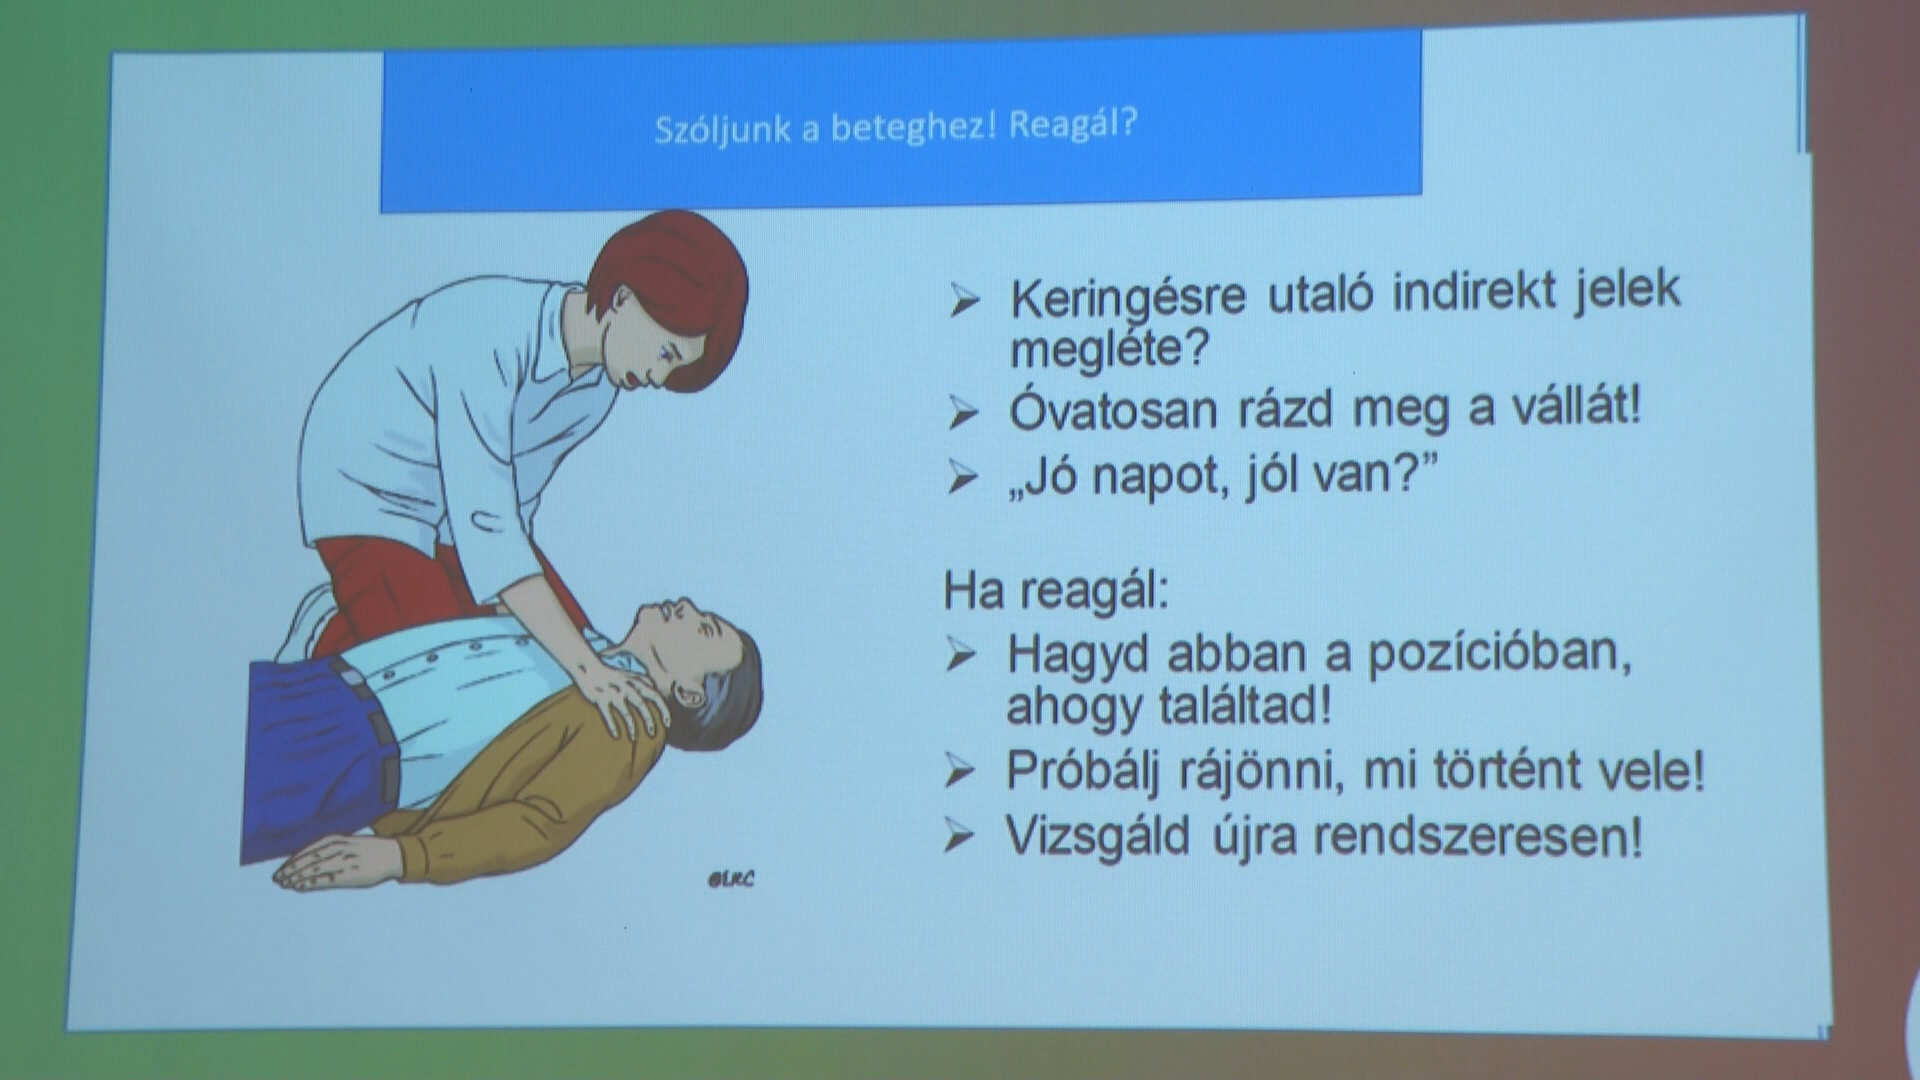 Szóljunk a beteghez! Reagál?
➢ Keringésre utaló indirekt jelek
megléte?
➢ Óvatosan rázd meg a vállát!
➢ „Jó napot, jól van?”
Ha reagál:
➢ Hagyd abban a pozícióban,
ahogy találtad!
➢ Próbálj rájönni, mi történt vele!
➢ Vizsgáld újra rendszeresen!